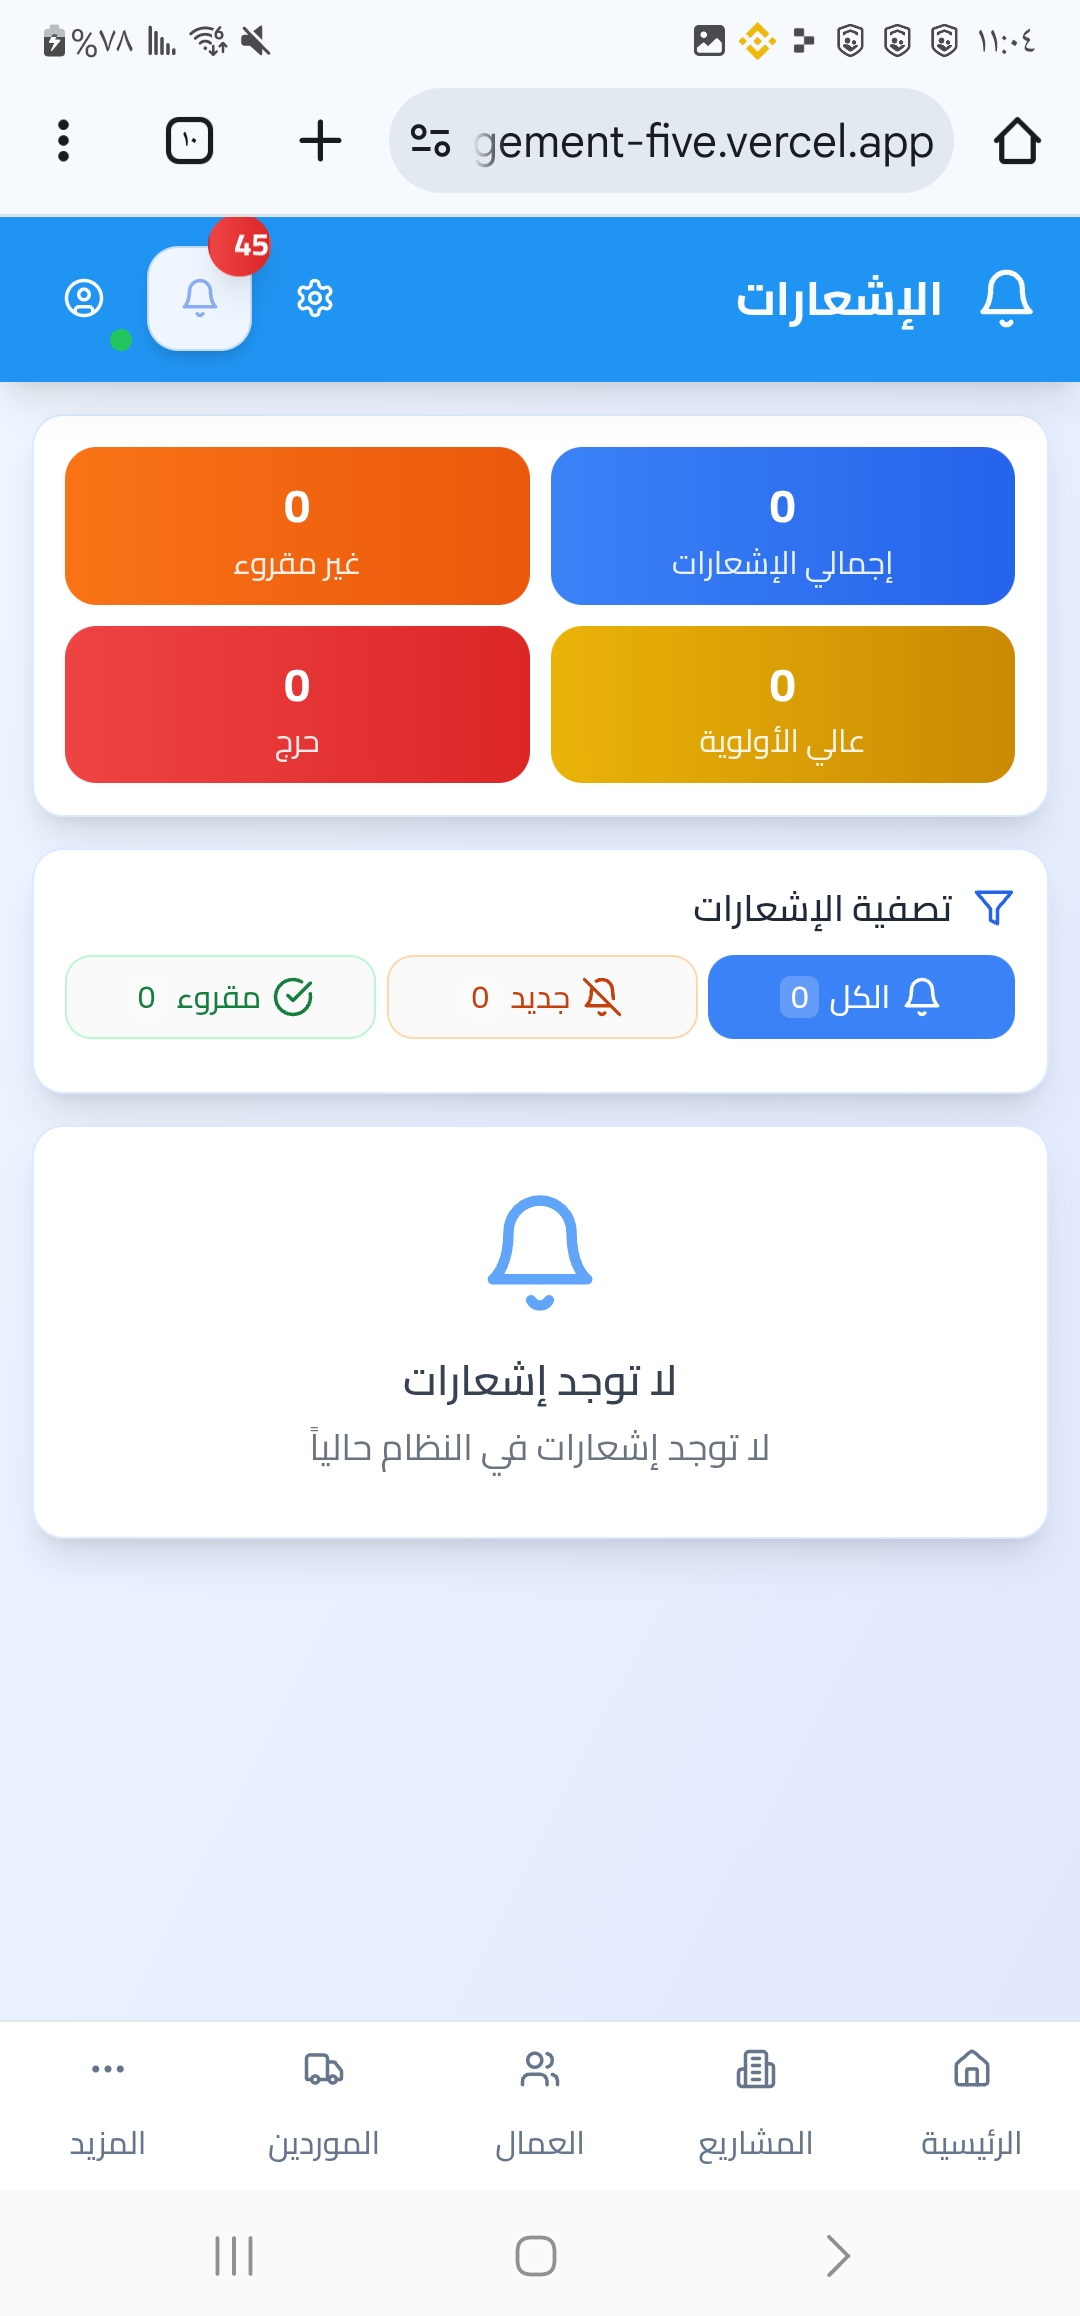 ١١:٠٤
%٧٨
6
١٠
gement-five.vercel.app
الإشعارات
45
0
إجمالي الإشعارات
0
غير مقروء
0
عالي الأولوية
0
حرج
تصفية الإشعارات
الكل 0
جديد 0
مقروء 0
لا توجد إشعارات
لا توجد إشعارات في النظام حالياً
الرئيسية
المشاريع
العمال
الموردين
المزيد